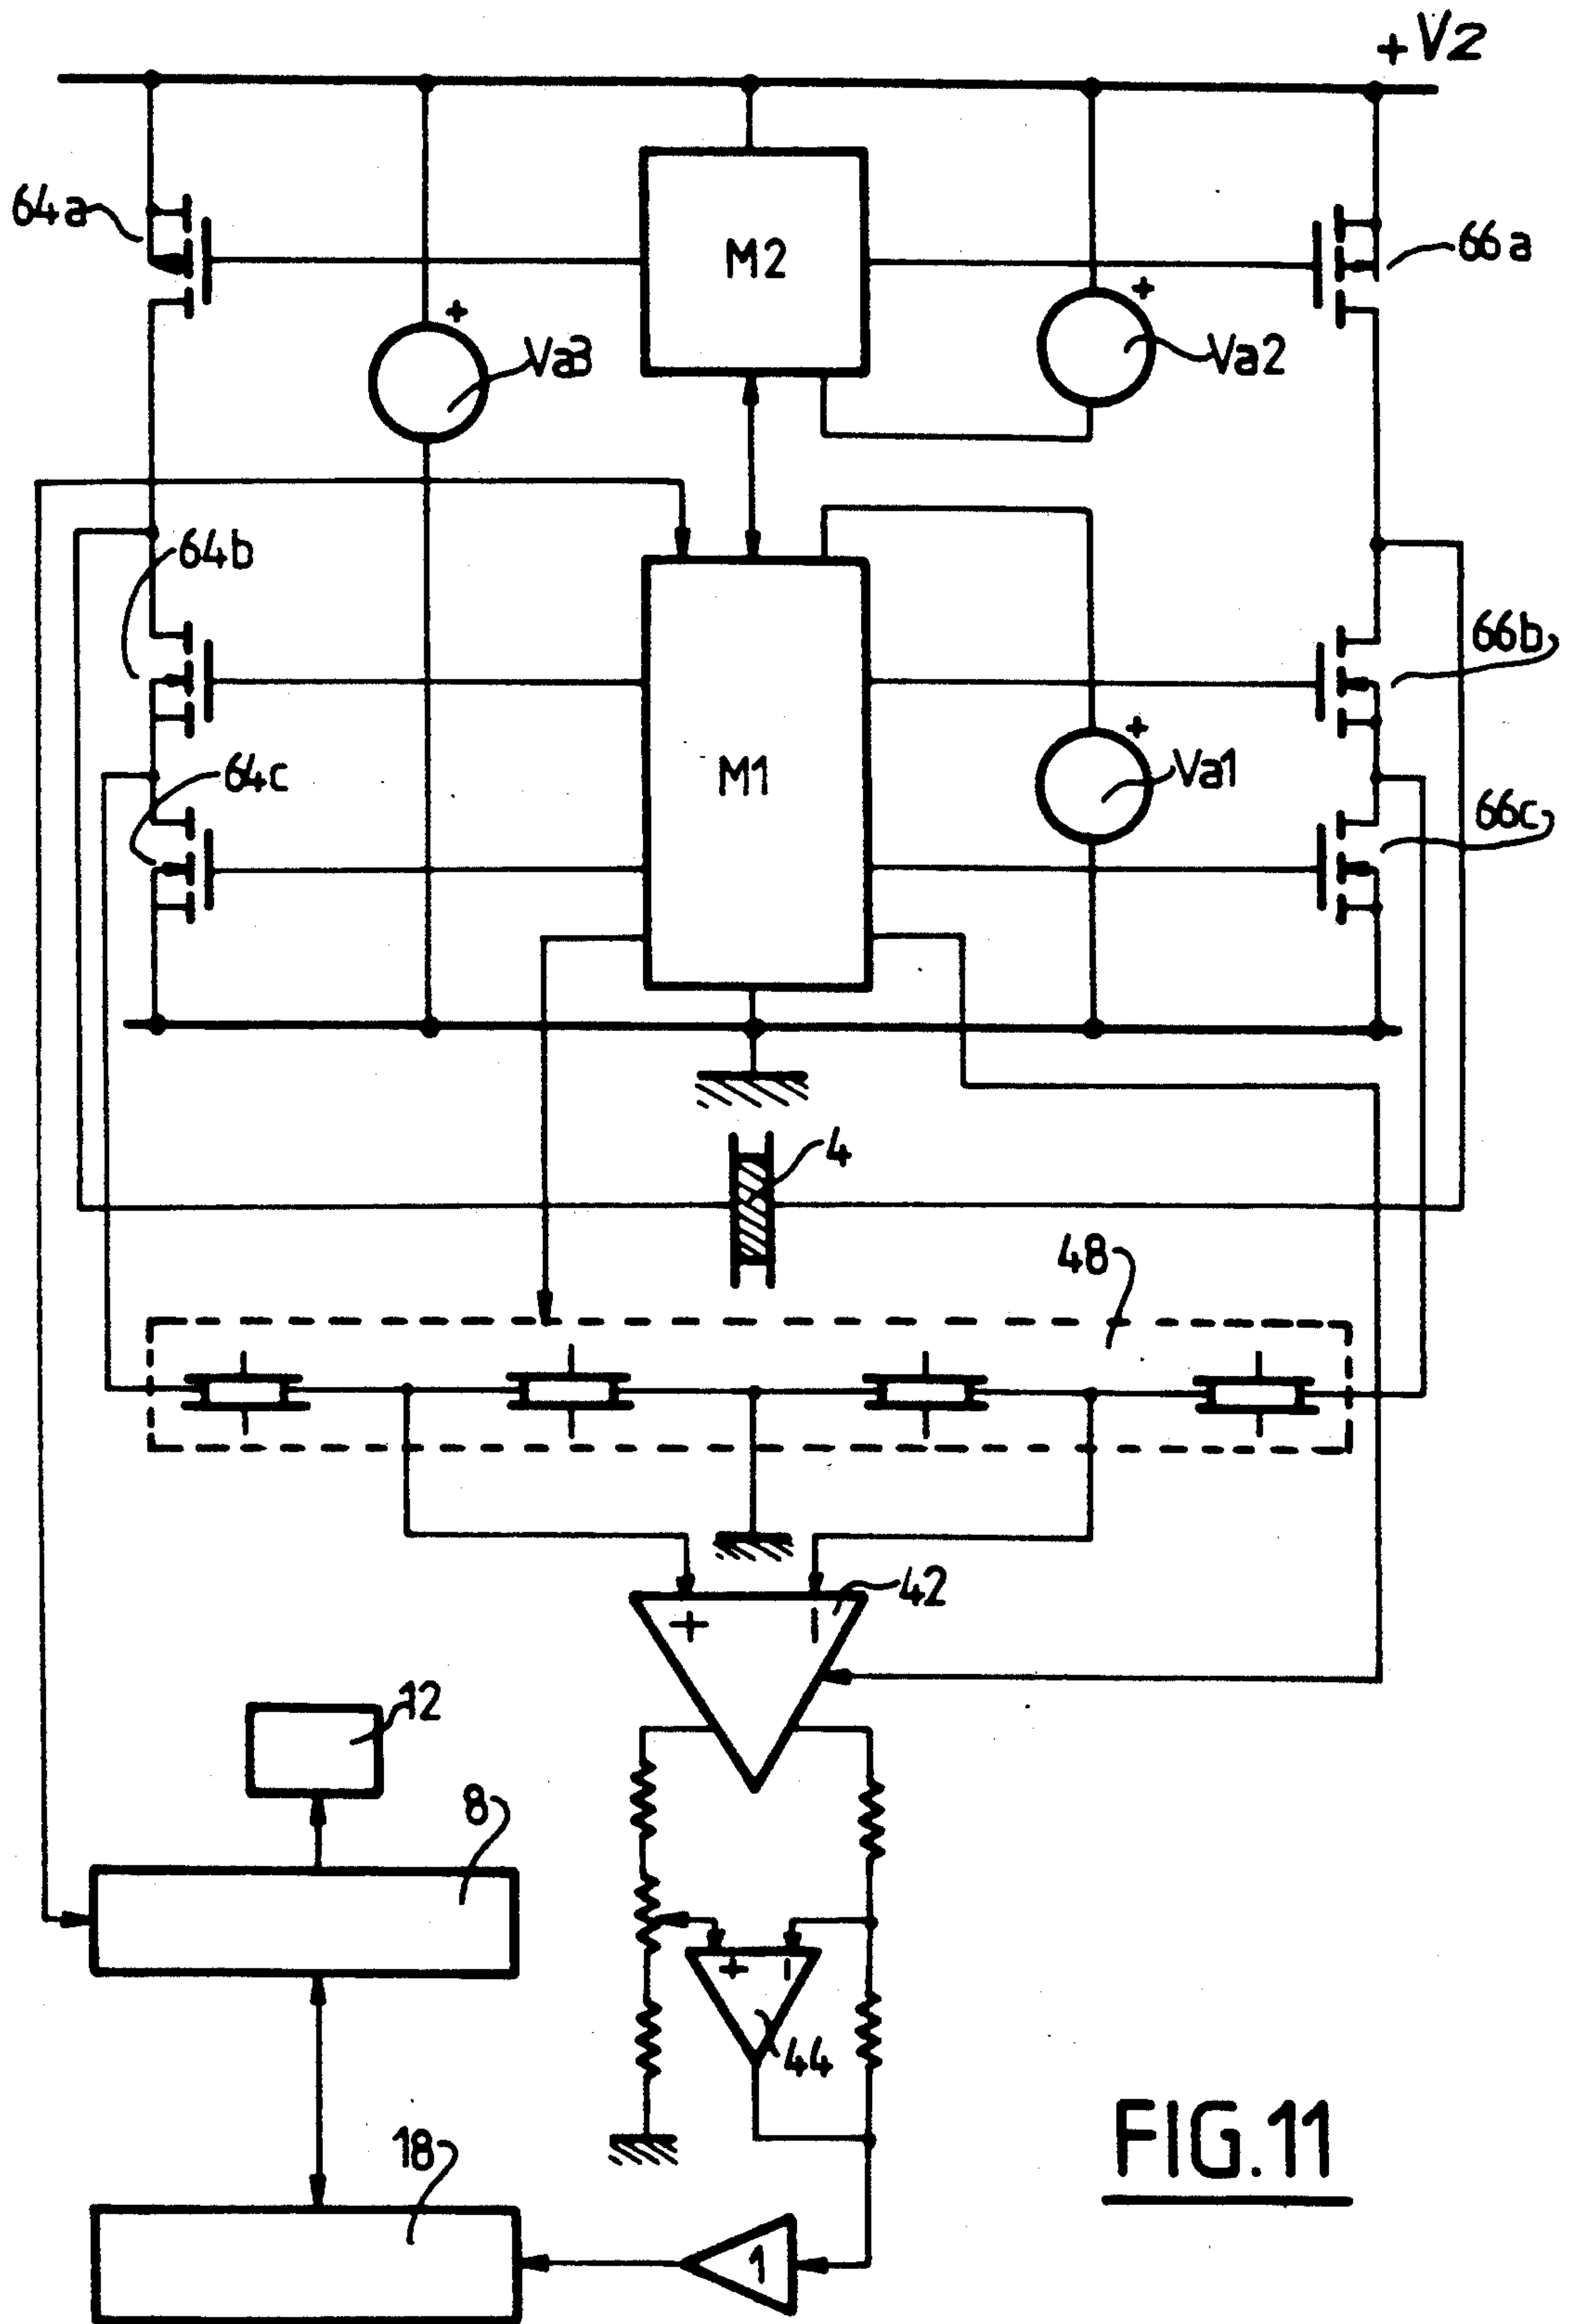 +V2
64a
M2
66a
+
+
Va3
Va2
64b
66b
64c
M1
+
Va1
66c
4
48
42
+ −
12
8
+ −
44
18
1
FIG.11